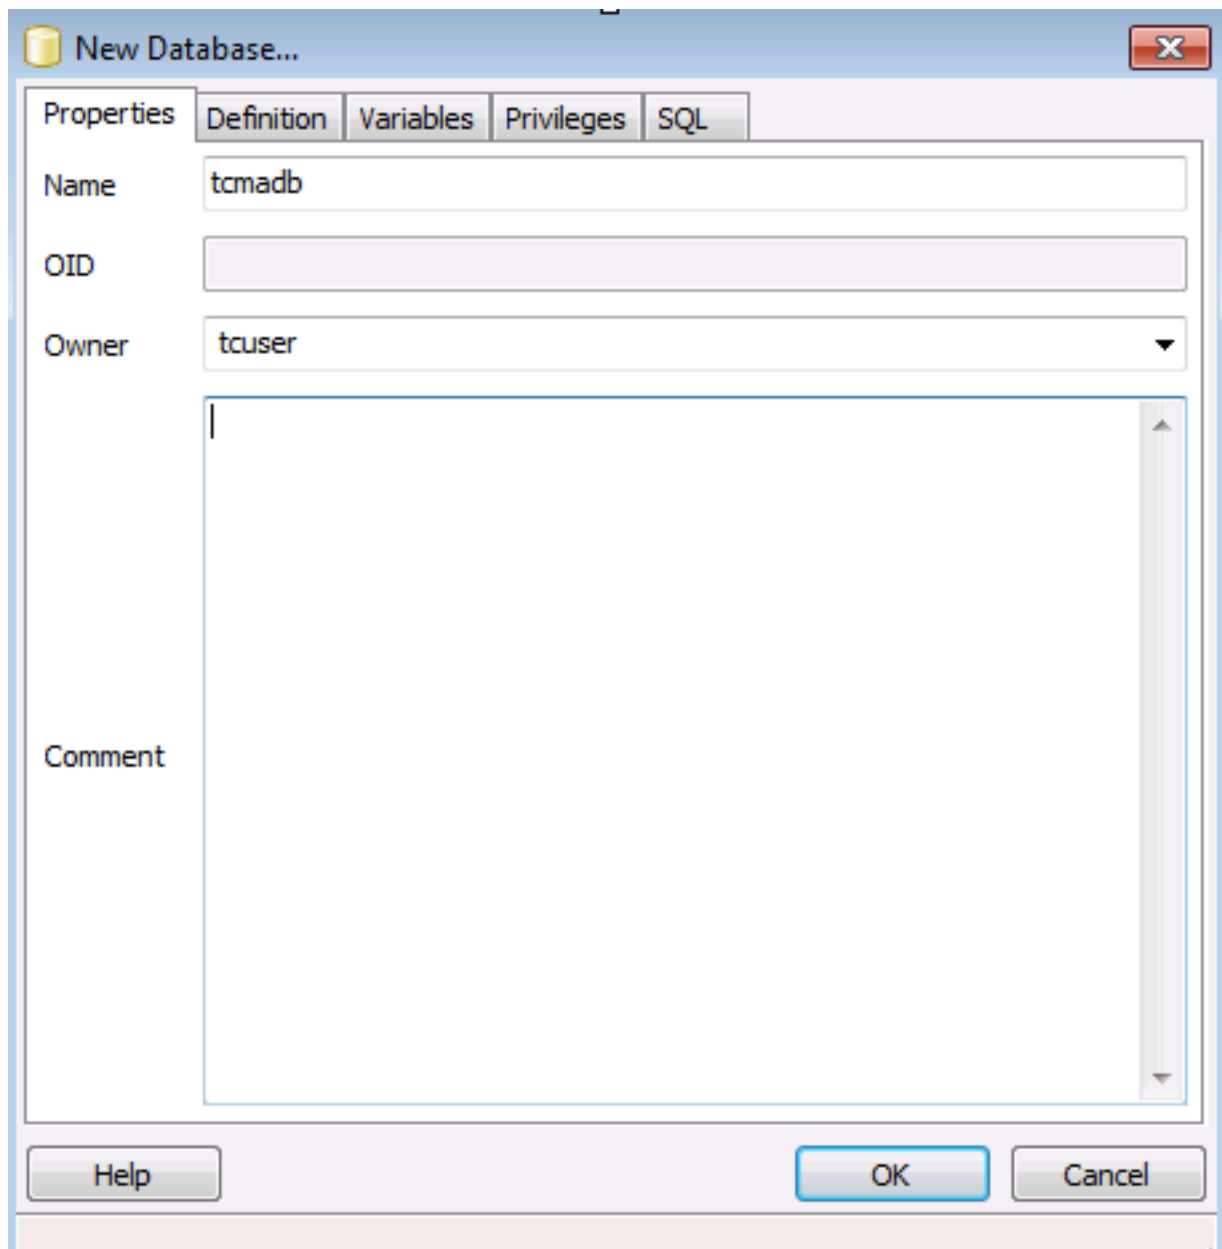 New Database...
Properties Definition Variables Privileges SQL
Name tcmadb
OID
Owner tcuser
Comment
Help OK Cancel